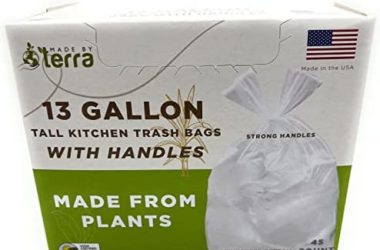 MADE BY
terra
Made in the USA
13 GALLON
TALL KITCHEN TRASH BAGS
WITH HANDLES
STRONG HANDLES
MADE FROM
PLANTS
45
COUNT